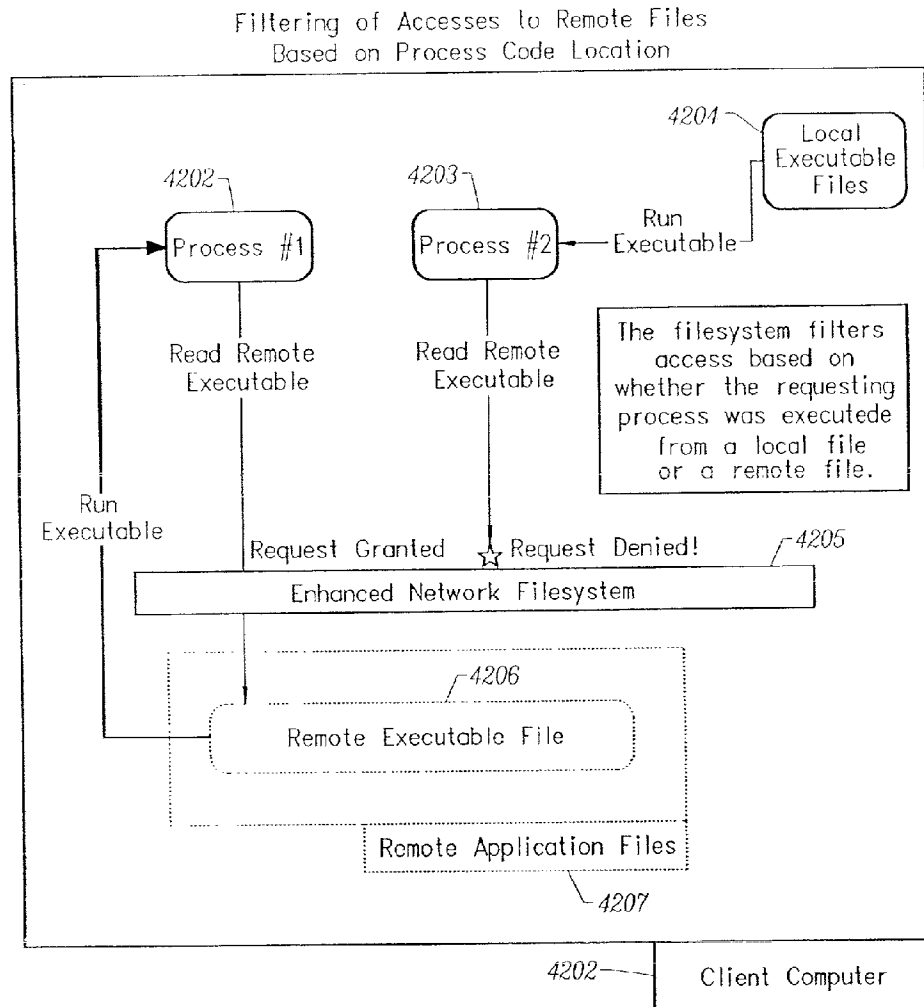 Filtering of Accesses to Remote Files
Based on Process Code Location
4204
Local
Executable
Files
4202
4203
Process #1
Process #2
Run
Executable
Read Remote
Executable
Read Remote
Executable
The filesystem filters
access based on
whether the requesting
process was executede
from a local file
or a remote file.
Run
Executable
Request Granted
Request Denied!
4205
Enhanced Network Filesystem
4206
Remote Executable File
Remote Application Files
4207
4202
Client Computer